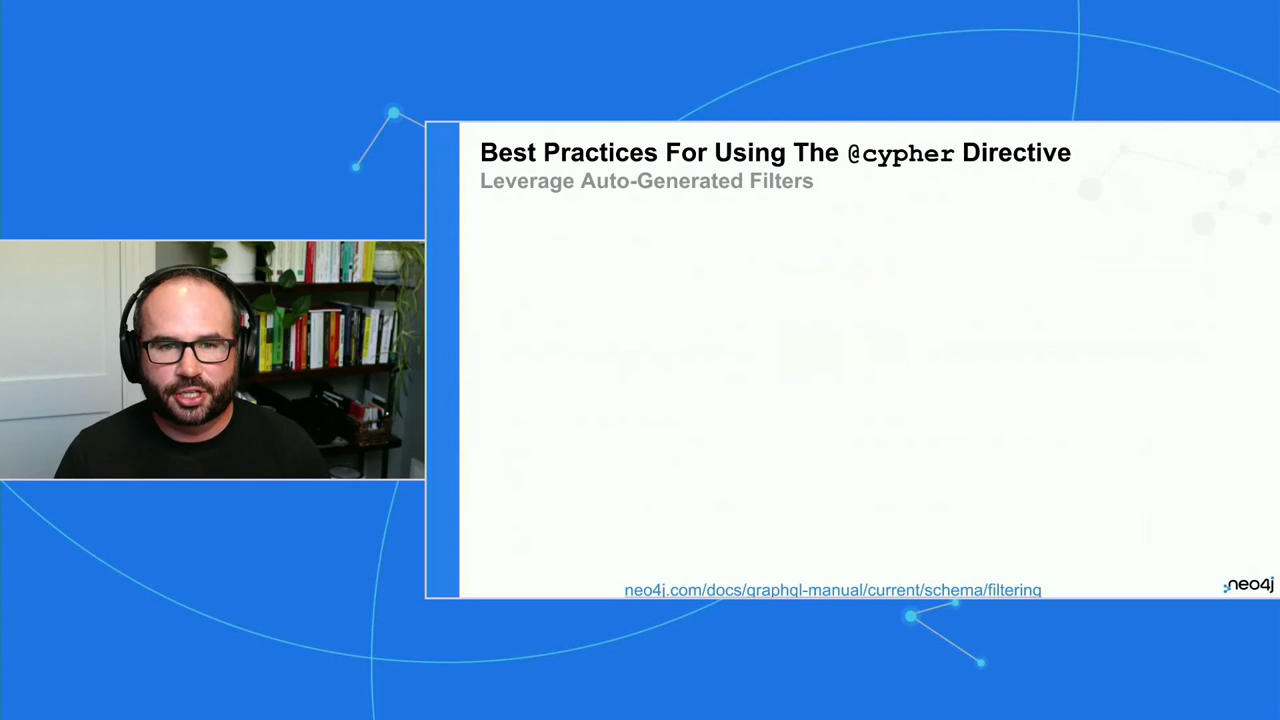 Best Practices For Using The @cypher Directive
Leverage Auto-Generated Filters
neo4j.com/docs/graphql-manual/current/schema/filtering
neo4j